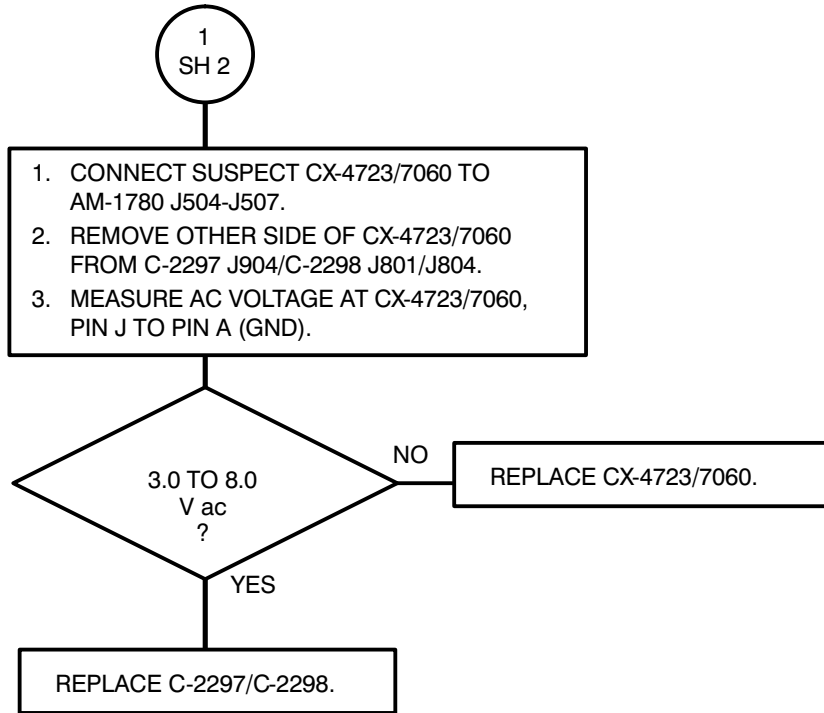 1
SH 2
1. CONNECT SUSPECT CX-4723/7060 TO
AM-1780 J504-J507.
2. REMOVE OTHER SIDE OF CX-4723/7060
FROM C-2297 J904/C-2298 J801/J804.
3. MEASURE AC VOLTAGE AT CX-4723/7060,
PIN J TO PIN A (GND).
3.0 TO 8.0
V ac
?
NO
REPLACE CX-4723/7060.
YES
REPLACE C-2297/C-2298.